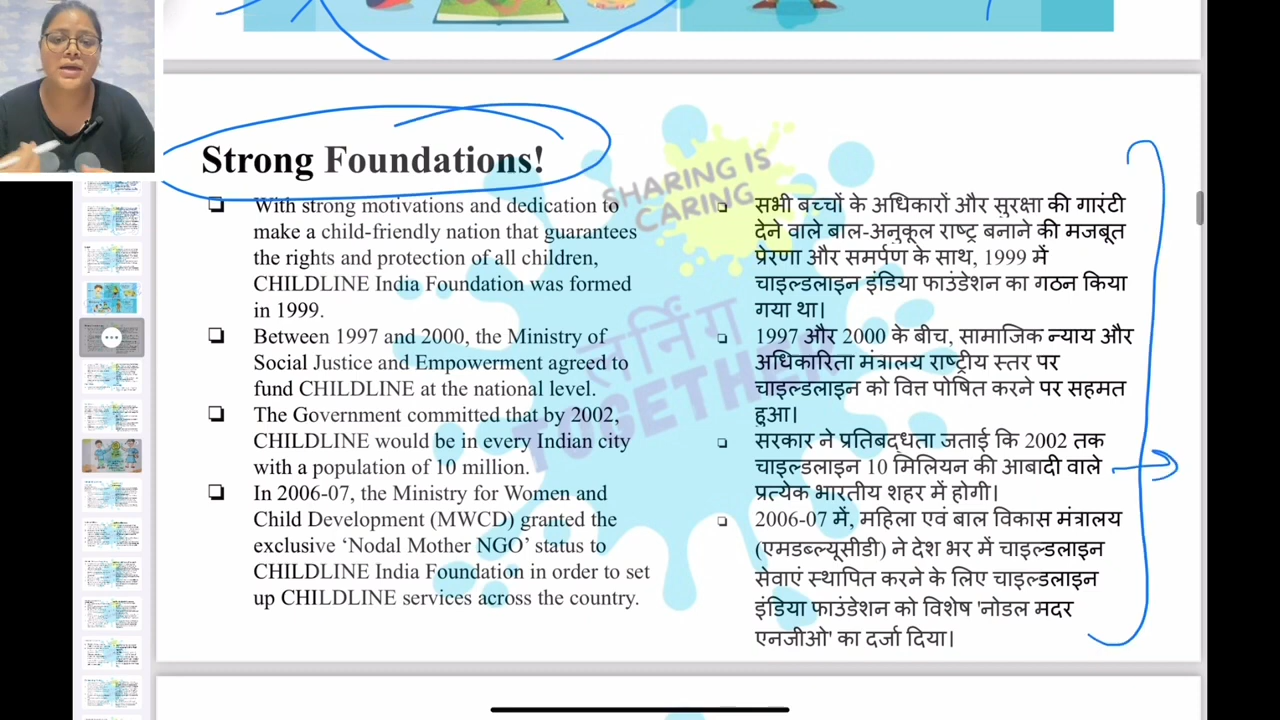 Strong Foundations!
SHARING IS
CARING
With strong motivations and dedication to
make a child-friendly nation that guarantees
the rights and protection of all children,
CHILDLINE India Foundation was formed
in 1999.
Between 1997 and 2000, the Ministry of
Social Justice and Empowerment agreed to
fund CHILDLINE at the national level.
The Government committed that by 2002,
CHILDLINE would be in every Indian city
with a population of 10 million.
In 2006-07, the Ministry for Women and
Child Development (MWCD) granted the
exclusive ‘Nodal Mother NGO’ status to
CHILDLINE India Foundation in order to set
up CHILDLINE services across the country.
सभी बच्चों के अधिकारों और सुरक्षा की गारंटी
देने वाले बाल-अनुकूल राष्ट्र बनाने की मजबूत
प्रेरणा और समर्पण के साथ, 1999 में
चाइल्डलाइन इंडिया फाउंडेशन का गठन किया
गया था।
1997 और 2000 के बीच, सामाजिक न्याय और
अधिकारिता मंत्रालय राष्ट्रीय स्तर पर
चाइल्डलाइन को वित्त पोषित करने पर सहमत
हुआ।
सरकार ने प्रतिबद्धता जताई कि 2002 तक
चाइल्डलाइन 10 मिलियन की आबादी वाले
प्रत्येक भारतीय शहर में होगी|
2006-07 में, महिला एवं बाल विकास मंत्रालय
(एमडब्ल्यूसीडी) ने देश भर में चाइल्डलाइन
सेवाएं स्थापित करने के लिए चाइल्डलाइन
इंडिया फाउंडेशन को विशेष 'नोडल मदर
एनजीओ' का दर्जा दिया।